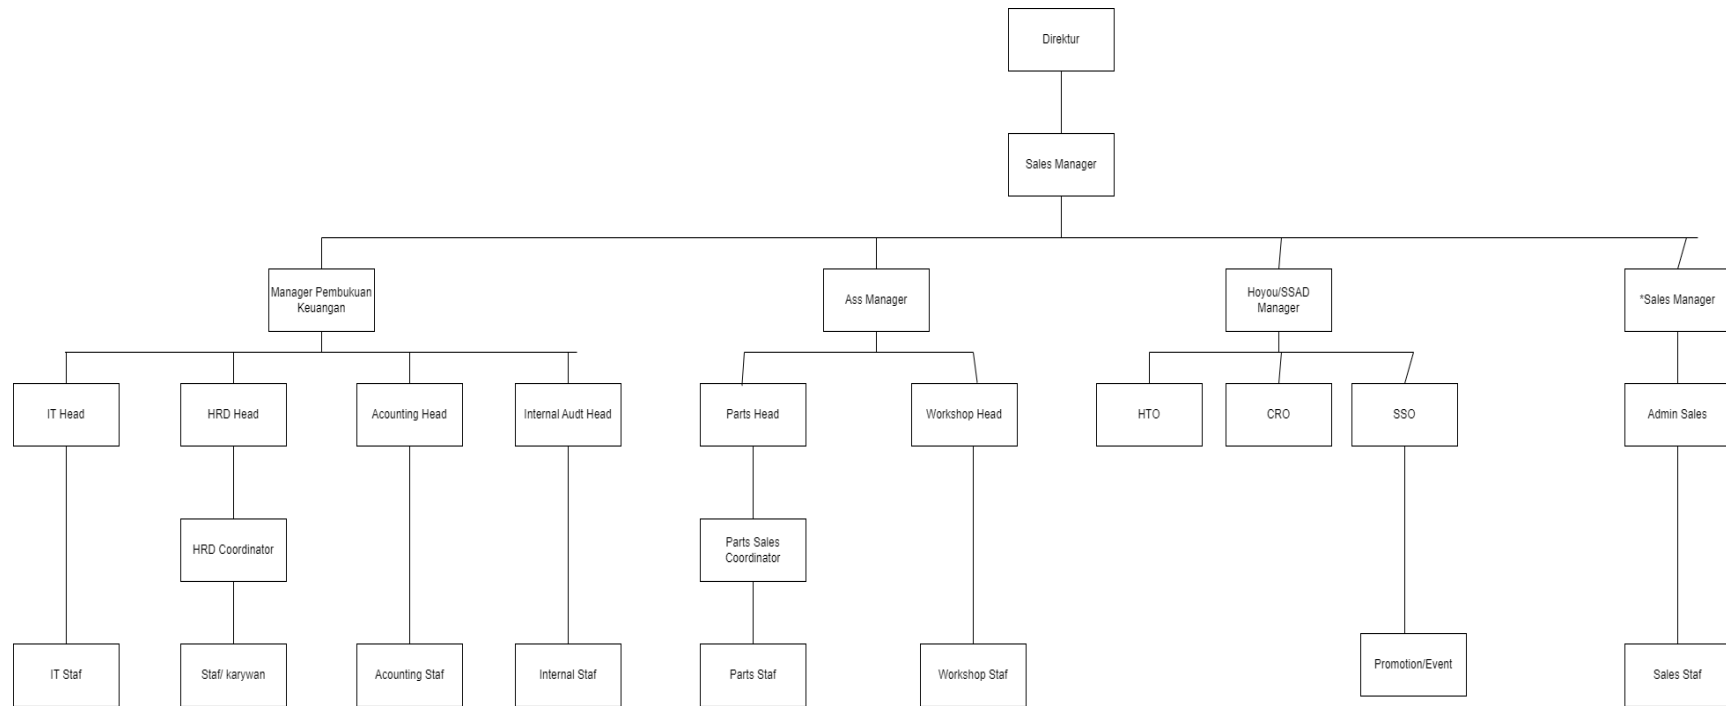 Direktur
Sales Manager
Manager Pembukuan
Keuangan
Ass Manager
Hoyou/SSAD
Manager
*Sales Manager
IT Head
HRD Head
Acounting Head
Internal Audt Head
Parts Head
Workshop Head
HTO
CRO
SSO
Admin Sales
HRD Coordinator
Parts Sales
Coordinator
IT Staf
Staf/ karywan
Acounting Staf
Internal Staf
Parts Staf
Workshop Staf
Promotion/Event
Sales Staf